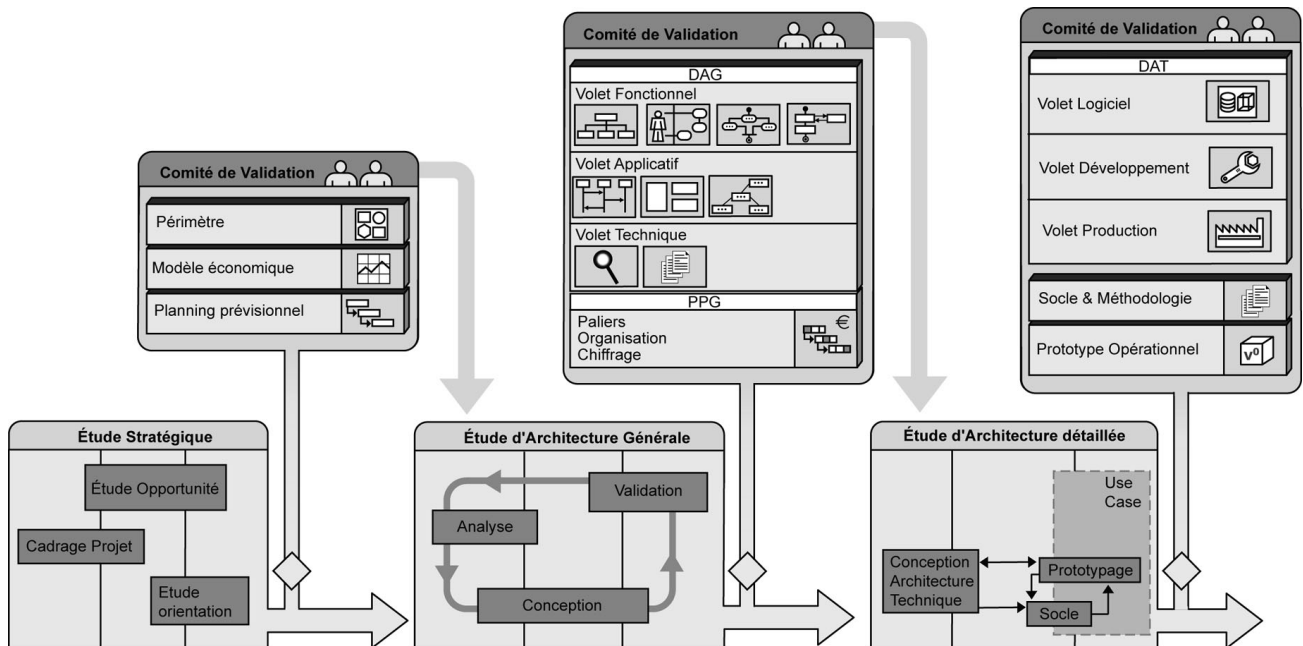 Comité de Validation
Périmètre
Modèle économique
Planning prévisionnel
Étude Stratégique
Étude Opportunité
Cadrage Projet
Etude
orientation
Comité de Validation
DAG
Volet Fonctionnel
Volet Applicatif
Volet Technique
PPG
Paliers
Organisation
Chiffrage
€
Étude d'Architecture Générale
Validation
Analyse
Conception
Comité de Validation
DAT
Volet Logiciel
Volet Développement
Volet Production
Socle & Méthodologie
Prototype Opérationnel
v⁰
Étude d'Architecture détaillée
Use
Case
Conception
Architecture
Technique
Prototypage
Socle